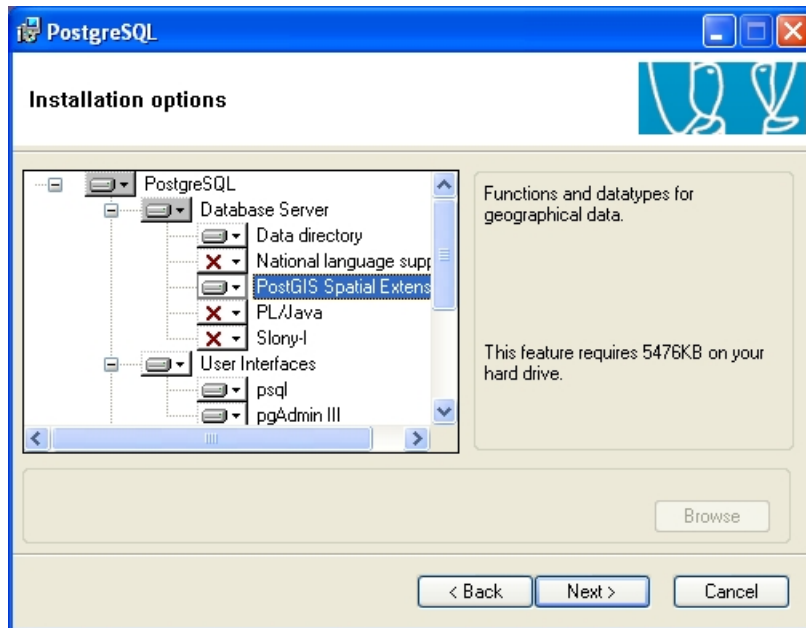 PostgreSQL
Installation options
PostgreSQL
Database Server
Data directory
National language supp
PostGIS Spatial Extens
PL/Java
Slony-I
User Interfaces
psql
pgAdmin III
Functions and datatypes for
geographical data.
This feature requires 5476KB on your
hard drive.
Browse
< Back
Next >
Cancel